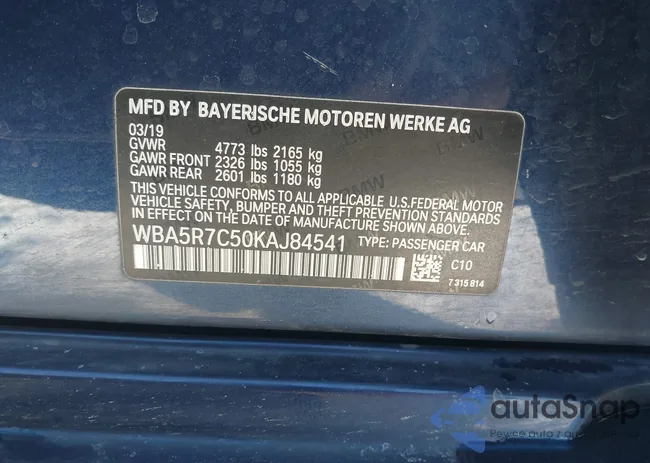 MFD BY BAYERISCHE MOTOREN WERKE AG
03/19
GVWR 4773 lbs 2165 kg
GAWR FRONT 2326 lbs 1055 kg
GAWR REAR 2601 lbs 1180 kg
THIS VEHICLE CONFORMS TO ALL APPLICABLE U.S.FEDERAL MOTOR
VEHICLE SAFETY, BUMPER AND THEFT PREVENTION STANDARDS
IN EFFECT ON THE DATE OF MANUFACTURE SHOWN ABOVE.
WBA5R7C50KAJ84541 TYPE: PASSENGER CAR
C10
7 315 814
autoSnap